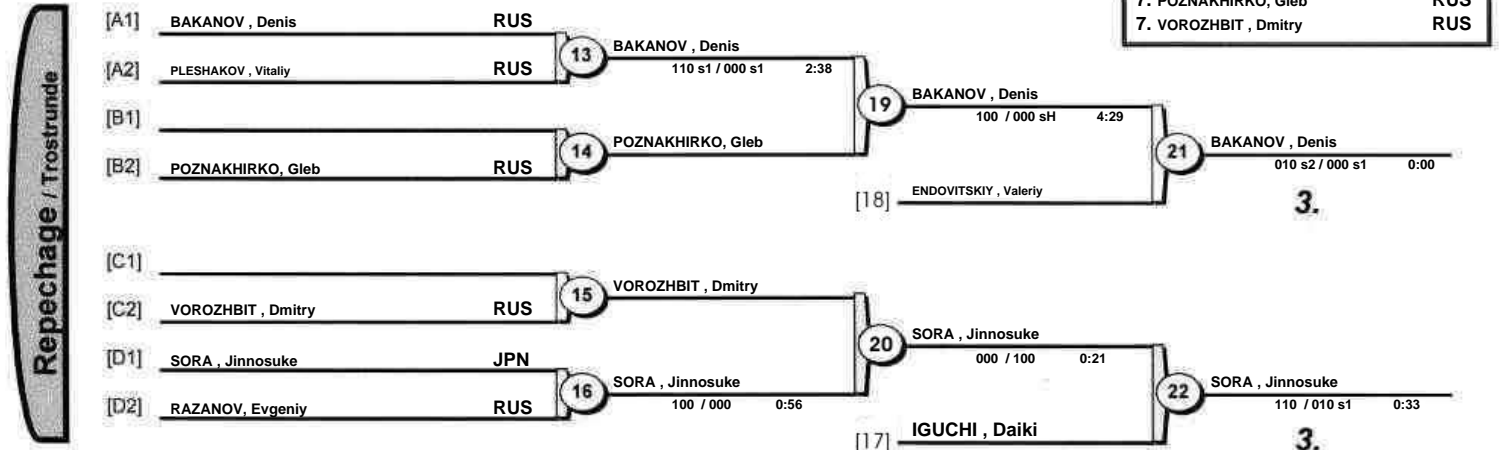 7. POZNAKHIRKO, Gleb RUS
7. VOROZHBIT , Dmitry RUS
Repechage / Trostrunde
[A1] BAKANOV , Denis RUS
13 BAKANOV , Denis
110 s1 / 000 s1 2:38
[A2] PLESHAKOV , Vitaliy RUS
19 BAKANOV , Denis
100 / 000 sH 4:29
[B1]
14 POZNAKHIRKO, Gleb
[B2] POZNAKHIRKO, Gleb RUS
21 BAKANOV , Denis
010 s2 / 000 s1 0:00
3.
[18] ENDOVITSKIY , Valeriy
[C1]
15 VOROZHBIT , Dmitry
[C2] VOROZHBIT , Dmitry RUS
20 SORA , Jinnosuke
000 / 100 0:21
[D1] SORA , Jinnosuke JPN
16 SORA , Jinnosuke
100 / 000 0:56
[D2] RAZANOV, Evgeniy RUS
22 SORA , Jinnosuke
110 / 010 s1 0:33
3.
[17] IGUCHI , Daiki